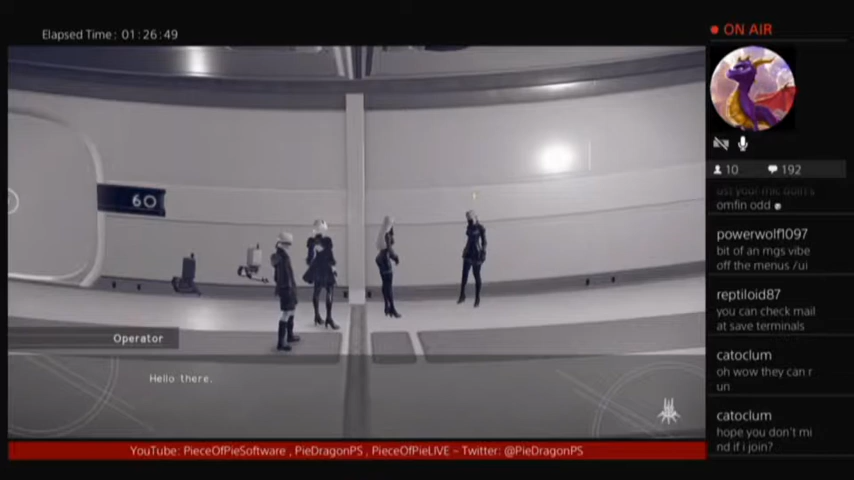 Elapsed Time: 01:26:49
ON AIR
10
192
omfin odd
powerwolf1097
bit of an mgs vibe
off the menus /ui
reptiloid87
you can check mail
at save terminals
catoclum
oh wow they can r
un
catoclum
hope you don't mi
nd if i join?
60
Operator
Hello there.
YouTube: PieceOfPieSoftware , PieDragonPS , PieceOfPieLIVE – Twitter: @PieDragonPS